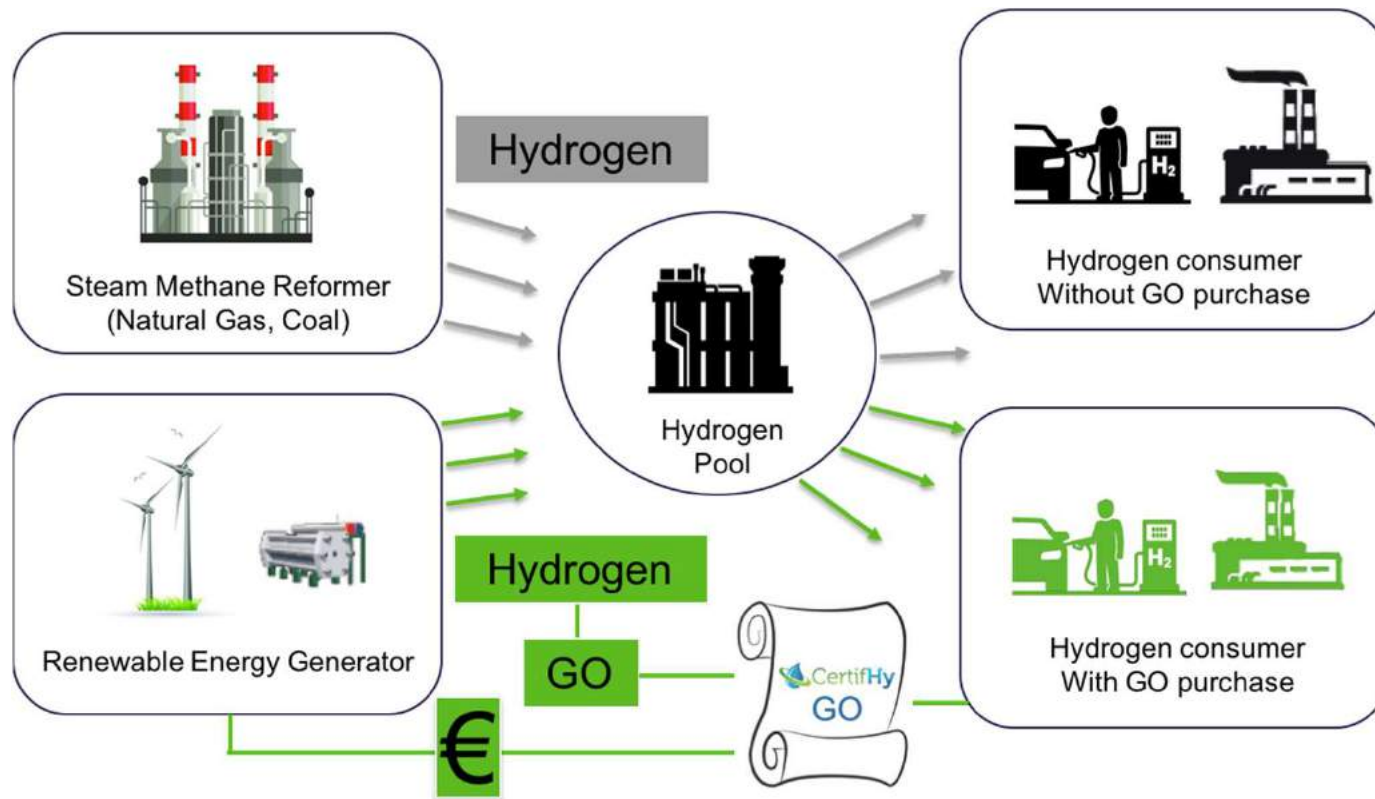 Hydrogen
Steam Methane Reformer
(Natural Gas, Coal)
H2
Hydrogen consumer
Without GO purchase
Hydrogen
Pool
Renewable Energy Generator
Hydrogen
GO
€
CertifHy
GO
H2
Hydrogen consumer
With GO purchase